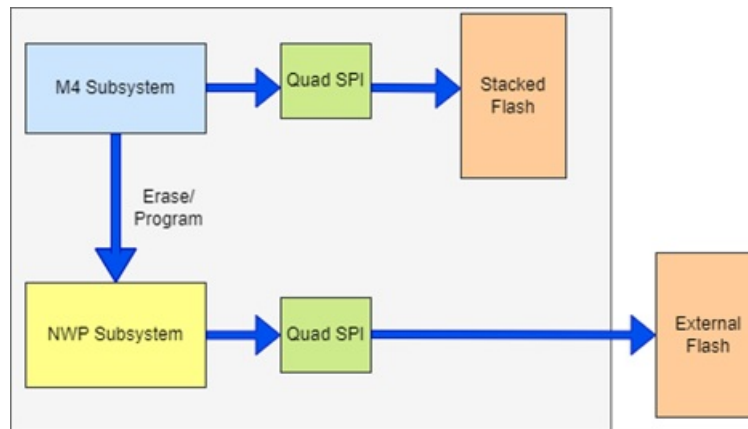 M4 Subsystem
Quad SPI
Stacked
Flash
Erase/
Program
NWP Subsystem
Quad SPI
External
Flash